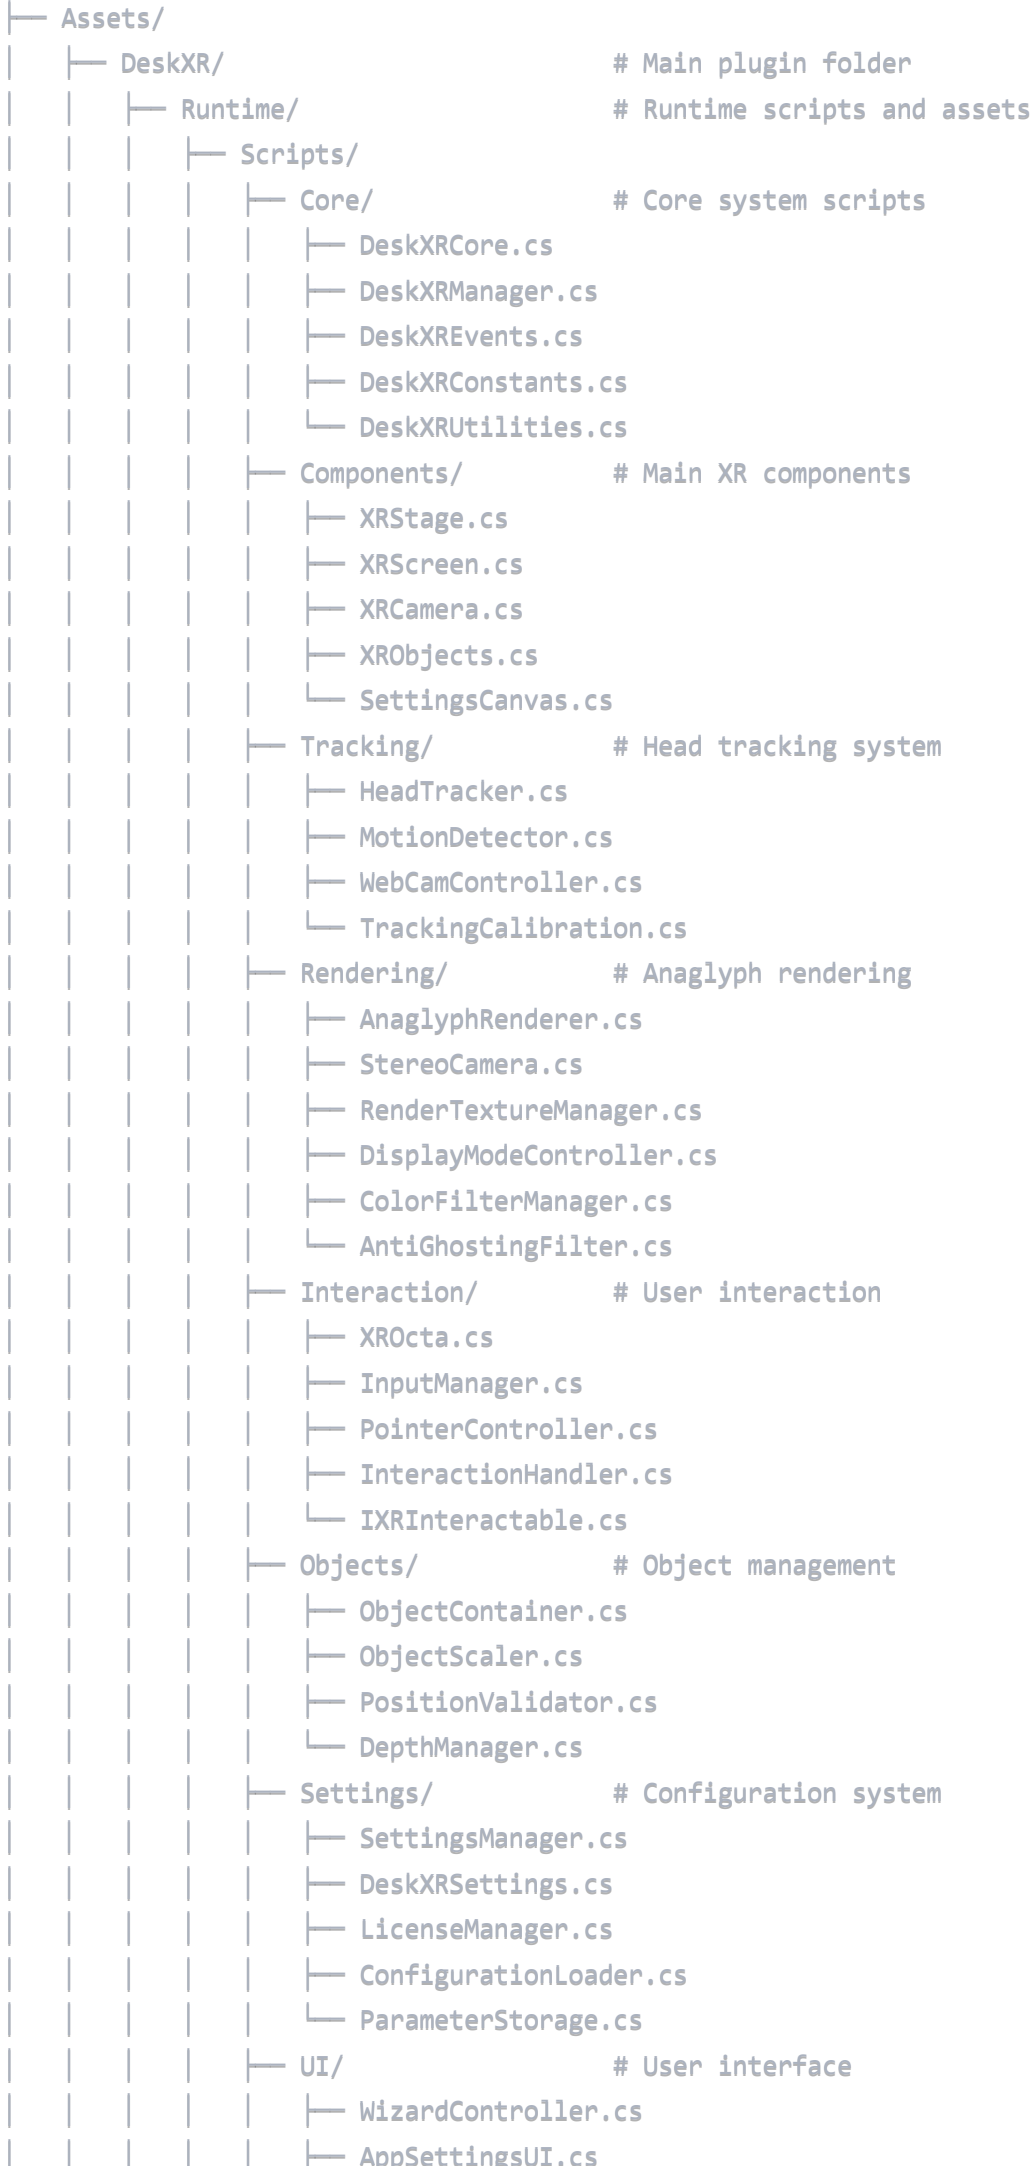 ├── Assets/
│   ├── DeskXR/                          # Main plugin folder
│   │   ├── Runtime/                     # Runtime scripts and assets
│   │   │   ├── Scripts/
│   │   │   │   ├── Core/                # Core system scripts
│   │   │   │   │   ├── DeskXRCore.cs
│   │   │   │   │   ├── DeskXRManager.cs
│   │   │   │   │   ├── DeskXREvents.cs
│   │   │   │   │   ├── DeskXRConstants.cs
│   │   │   │   │   └── DeskXRUtilities.cs
│   │   │   │   ├── Components/          # Main XR components
│   │   │   │   │   ├── XRStage.cs
│   │   │   │   │   ├── XRScreen.cs
│   │   │   │   │   ├── XRCamera.cs
│   │   │   │   │   ├── XRObjects.cs
│   │   │   │   │   └── SettingsCanvas.cs
│   │   │   │   ├── Tracking/            # Head tracking system
│   │   │   │   │   ├── HeadTracker.cs
│   │   │   │   │   ├── MotionDetector.cs
│   │   │   │   │   ├── WebCamController.cs
│   │   │   │   │   └── TrackingCalibration.cs
│   │   │   │   ├── Rendering/           # Anaglyph rendering
│   │   │   │   │   ├── AnaglyphRenderer.cs
│   │   │   │   │   ├── StereoCamera.cs
│   │   │   │   │   ├── RenderTextureManager.cs
│   │   │   │   │   ├── DisplayModeController.cs
│   │   │   │   │   ├── ColorFilterManager.cs
│   │   │   │   │   └── AntiGhostingFilter.cs
│   │   │   │   ├── Interaction/         # User interaction
│   │   │   │   │   ├── XROcta.cs
│   │   │   │   │   ├── InputManager.cs
│   │   │   │   │   ├── PointerController.cs
│   │   │   │   │   ├── InteractionHandler.cs
│   │   │   │   │   └── IXRInteractable.cs
│   │   │   │   ├── Objects/             # Object management
│   │   │   │   │   ├── ObjectContainer.cs
│   │   │   │   │   ├── ObjectScaler.cs
│   │   │   │   │   ├── PositionValidator.cs
│   │   │   │   │   └── DepthManager.cs
│   │   │   │   ├── Settings/            # Configuration system
│   │   │   │   │   ├── SettingsManager.cs
│   │   │   │   │   ├── DeskXRSettings.cs
│   │   │   │   │   ├── LicenseManager.cs
│   │   │   │   │   ├── ConfigurationLoader.cs
│   │   │   │   │   └── ParameterStorage.cs
│   │   │   │   ├── UI/                  # User interface
│   │   │   │   │   ├── WizardController.cs
│   │   │   │   │   ├── AppSettingsUI.cs